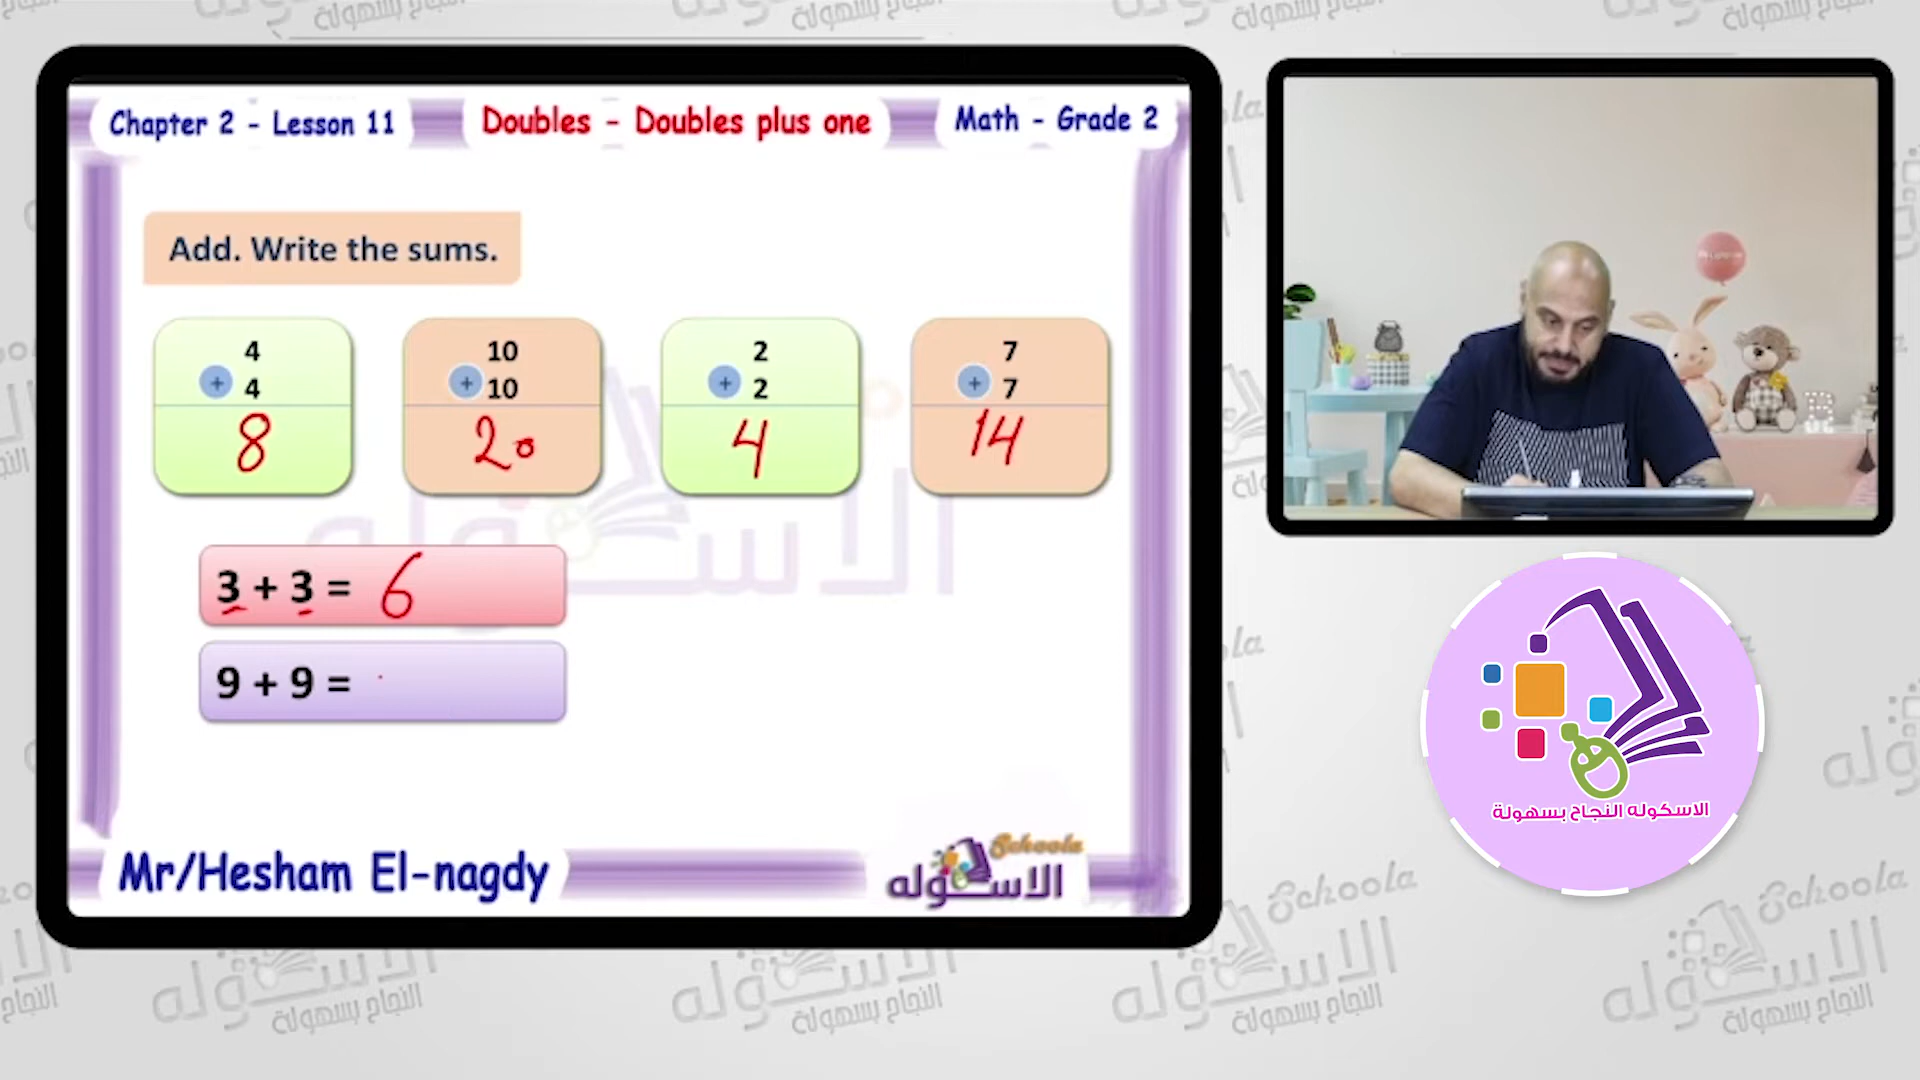 Chapter 2 - Lesson 11
Doubles - Doubles plus one
Math - Grade 2
Add. Write the sums.
4
+ 4
8
10
+ 10
20
2
+ 2
4
7
+ 7
14
3 + 3 = 6
9 + 9 =
Mr/Hesham El-nagdy
Schoola
الاسكوله
الاسكوله النجاح بسهولة